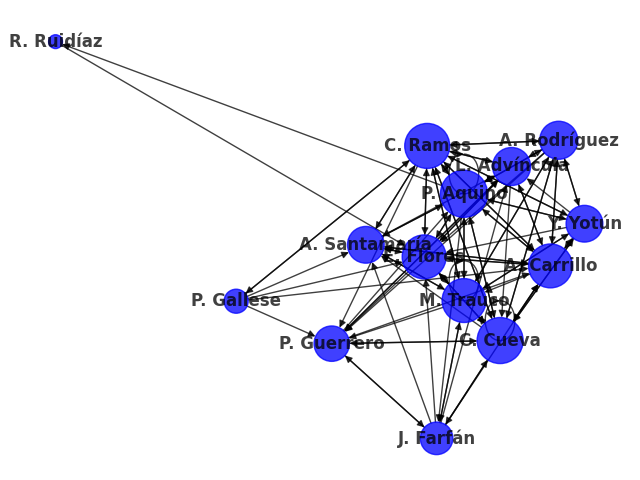 R. Ruidíaz
C. Ramos
A. Rodríguez
L. Advíncula
P. Aquino
Y. Yotún
A. Santamaría
Flores
A. Carrillo
P. Gallese
M. Trauco
P. Guerrero
C. Cueva
J. Farfán